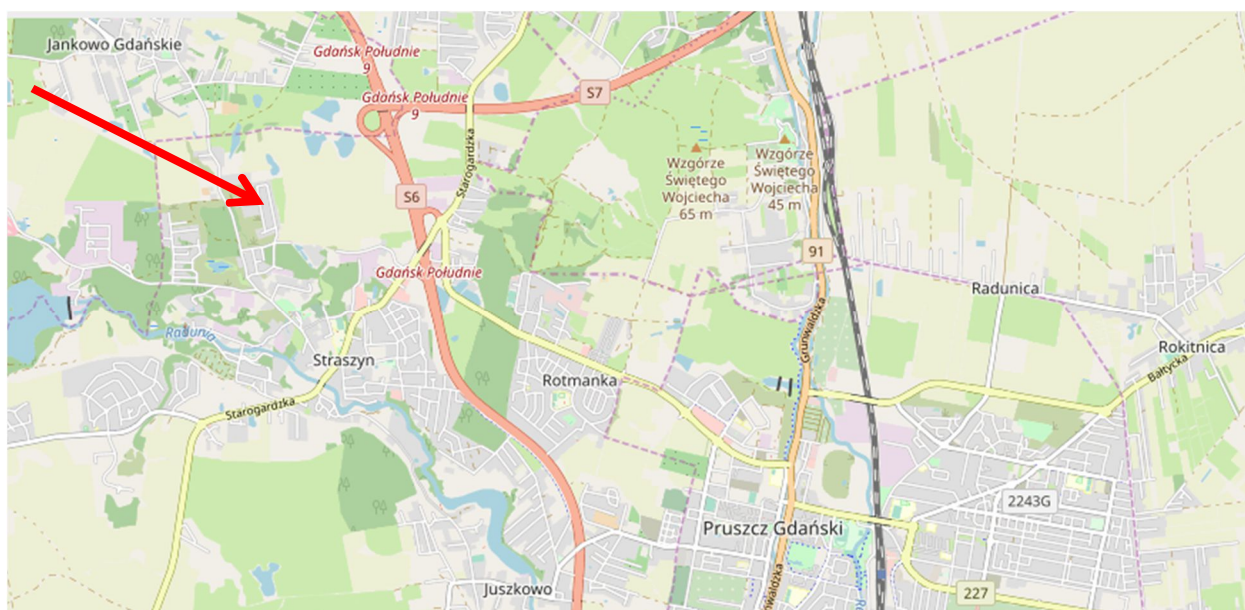 Jankowo Gdańskie
Gdańsk Południe
9
Gdańsk Południe
9
S7
Starogardzka
Wzgórze
Świętego
Wojciecha
65 m
Wzgórze
Świętego
Wojciecha
45 m
S6
91
Gdańsk Południe
Radunica
Radunia
Grunwaldzka
Rokitnica
Straszyn
Rotmanka
Bałtycka
Starogardzka
2243G
Pruszcz Gdański
Juszkowo
Grunwaldzka
227